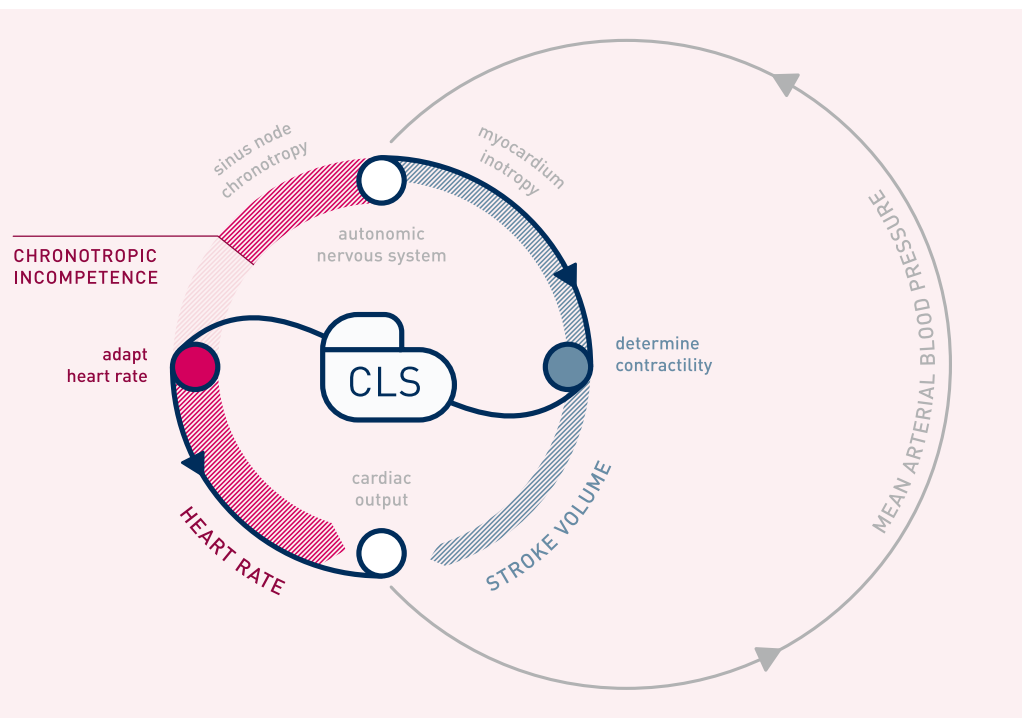 sinus node
chronotropy
myocardium
inotropy
autonomic
nervous system
CHRONOTROPIC
INCOMPETENCE
adapt
heart rate
CLS
determine
contractility
MEAN ARTERIAL BLOOD PRESSURE
cardiac
output
HEART RATE
STROKE VOLUME